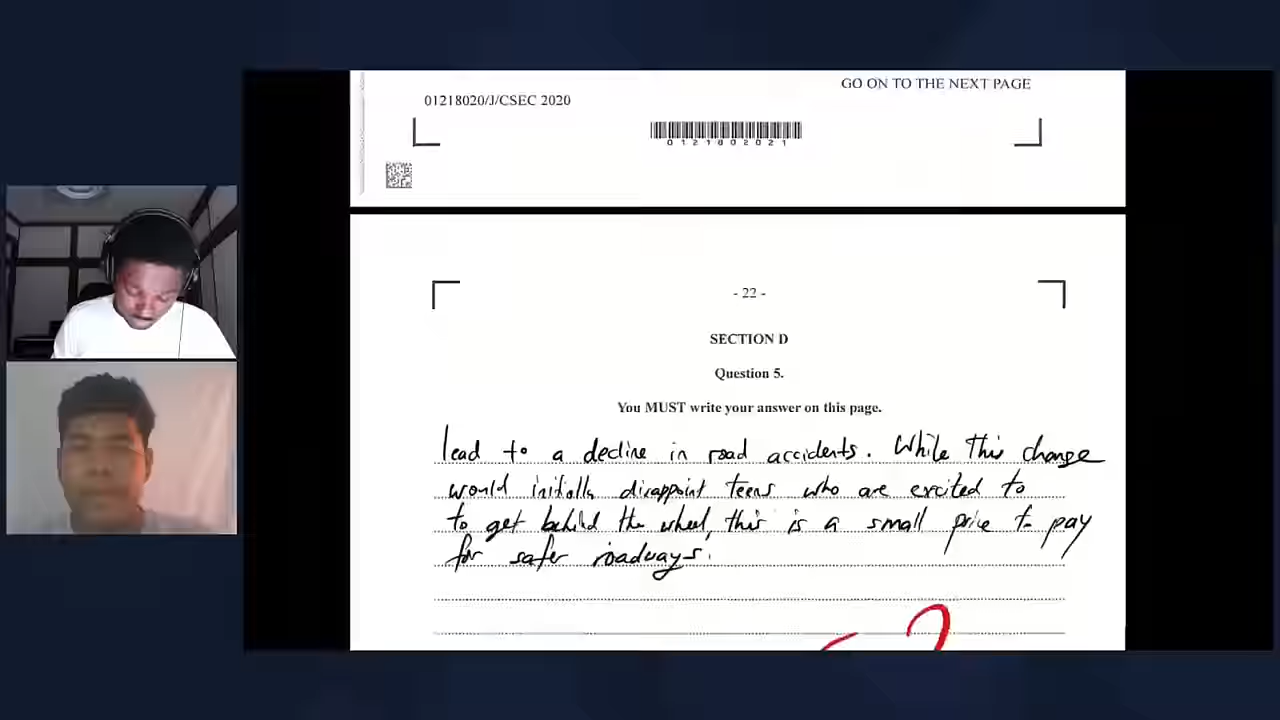 GO ON TO THE NEXT PAGE
01218020/J/CSEC 2020
0121802021
- 22 -
SECTION D
Question 5.
You MUST write your answer on this page.
lead to a decline in road accidents. While this change
would initially disappoint teens who are excited to
to get behind the wheel, this is a small price to pay
for safer roadways.